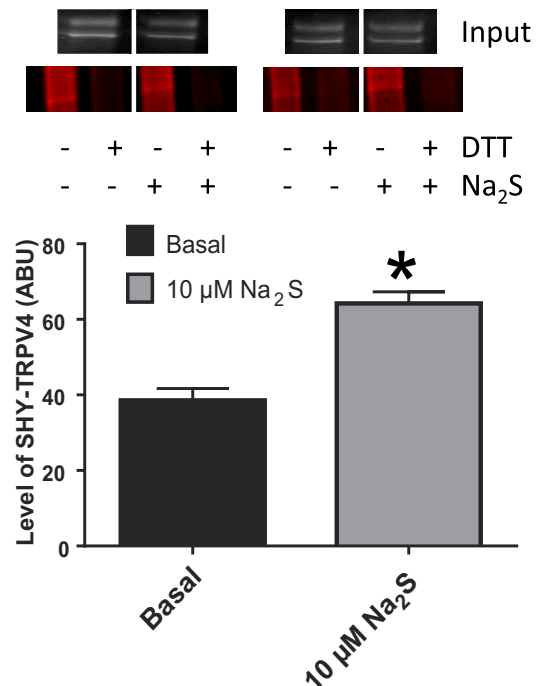 Input
- + - + - + - + DTT
- - + + - - + + Na₂S
Level of SHY-TRPV4 (ABU)
80
60
40
20
0
Basal
10 µM Na₂S
*
Basal
10 µM Na₂S